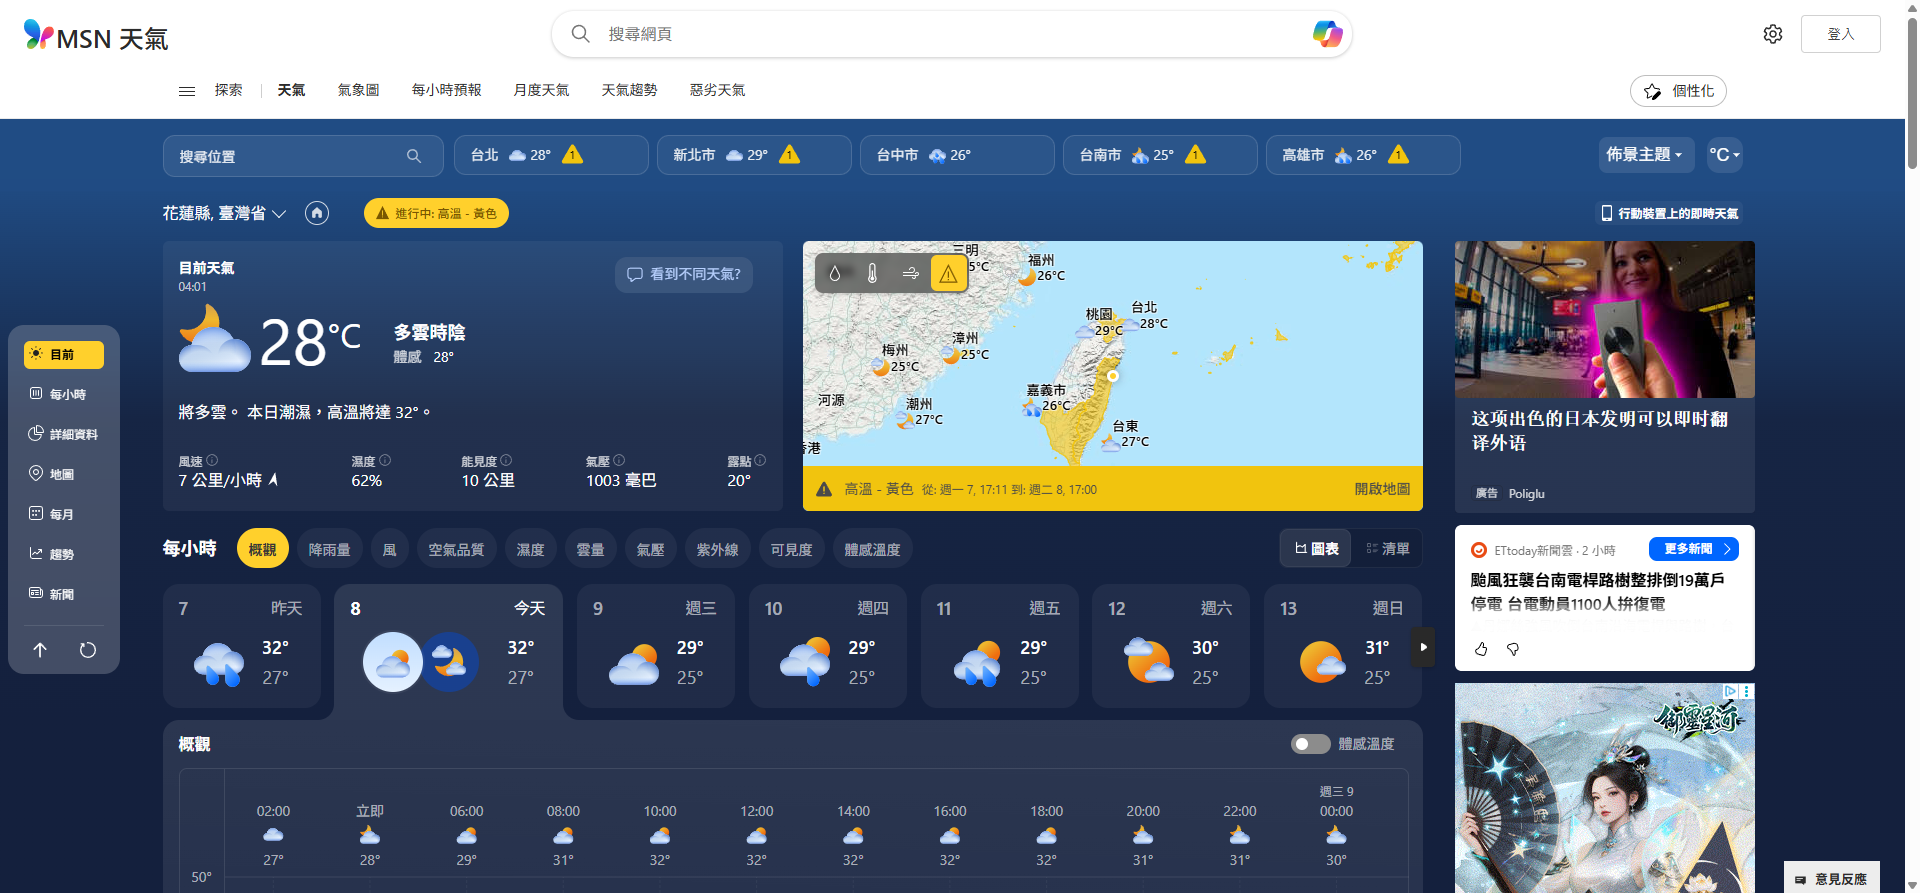 MSN 天氣
搜尋網頁
登入
探索
天氣
氣象圖
每小時預報
月度天氣
天氣趨勢
惡劣天氣
個性化
搜尋位置
台北 28° 1
新北市 29° 1
台中市 26°
台南市 25° 1
高雄市 26° 1
佈景主題
°C
花蓮縣, 臺灣省
進行中: 高溫 - 黃色
行動裝置上的即時天氣
目前
每小時
詳細資料
地圖
每月
趨勢
新聞
目前天氣
04:01
看到不同天氣?
28°C
多雲時陰
體感 28°
將多雲。 本日潮濕，高溫將達 32°。
風速
7 公里/小時
濕度
62%
能見度
10 公里
氣壓
1003 毫巴
露點
20°
三明
5°C
福州
26°C
桃園
29°C
台北
28°C
漳州
25°C
梅州
25°C
河源
潮州
27°C
嘉義市
26°C
台東
27°C
香港
高溫 - 黃色 從: 週一 7, 17:11 到: 週二 8, 17:00
開啟地圖
这项出色的日本发明可以即时翻
译外语
廣告 Poliglu
ETtoday新聞雲 · 2 小時
更多新聞
颱風狂襲台南電桿路樹整排倒19萬戶
停電 台電動員1100人拚復電
御靈星河
每小時
概觀
降雨量
風
空氣品質
濕度
雲量
氣壓
紫外線
可見度
體感溫度
圖表
清單
7 昨天
32°
27°
8 今天
32°
27°
9 週三
29°
25°
10 週四
29°
25°
11 週五
29°
25°
12 週六
30°
25°
13 週日
31°
25°
概觀
體感溫度
週三 9
02:00 立即 06:00 08:00 10:00 12:00 14:00 16:00 18:00 20:00 22:00 00:00
27° 28° 29° 31° 32° 32° 32° 32° 32° 31° 31° 30°
50°
意見反應